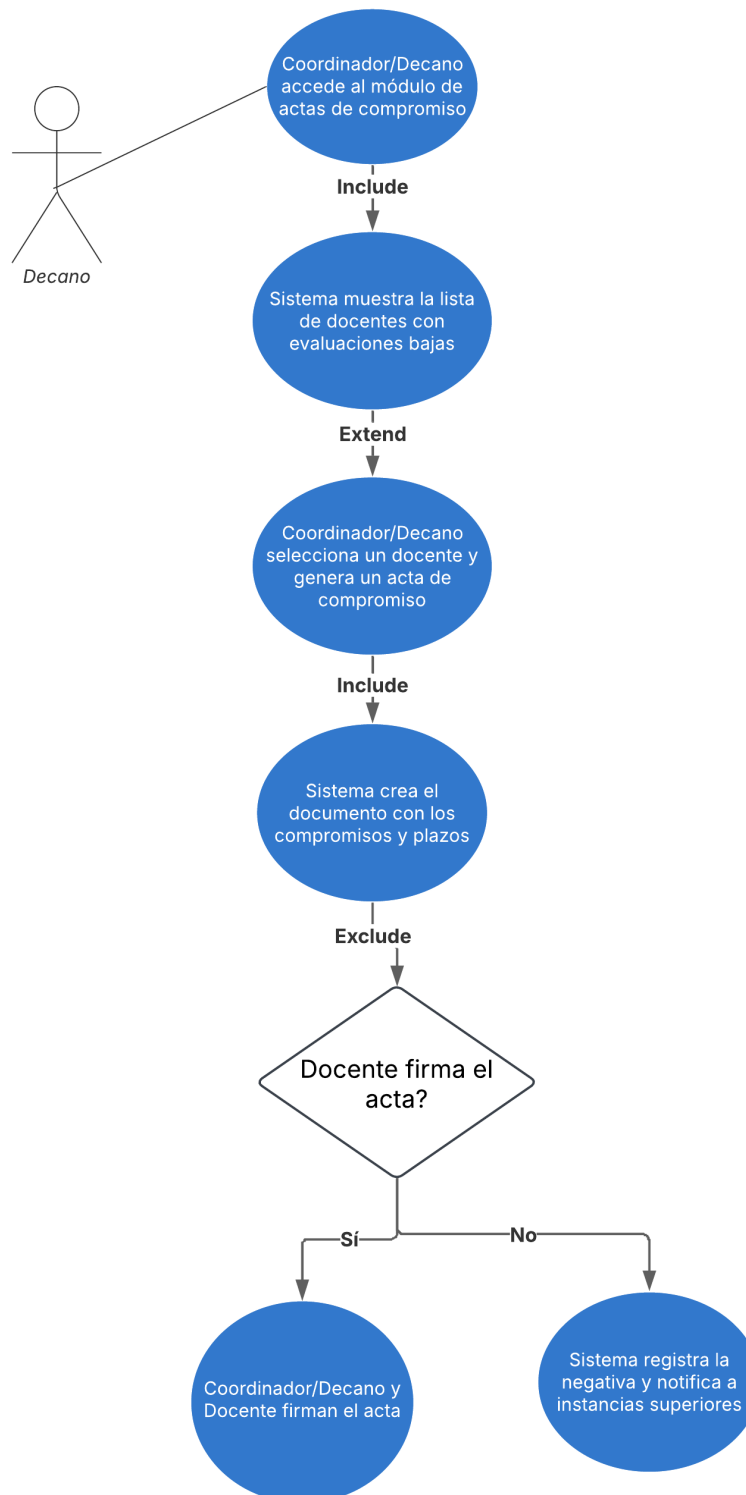 Coordinador/Decano
accede al módulo de
actas de compromiso
Decano
Include
Sistema muestra la lista
de docentes con
evaluaciones bajas
Extend
Coordinador/Decano
selecciona un docente y
genera un acta de
compromiso
Include
Sistema crea el
documento con los
compromisos y plazos
Exclude
Docente firma el
acta?
Sí
No
Coordinador/Decano y
Docente firman el acta
Sistema registra la
negativa y notifica a
instancias superiores